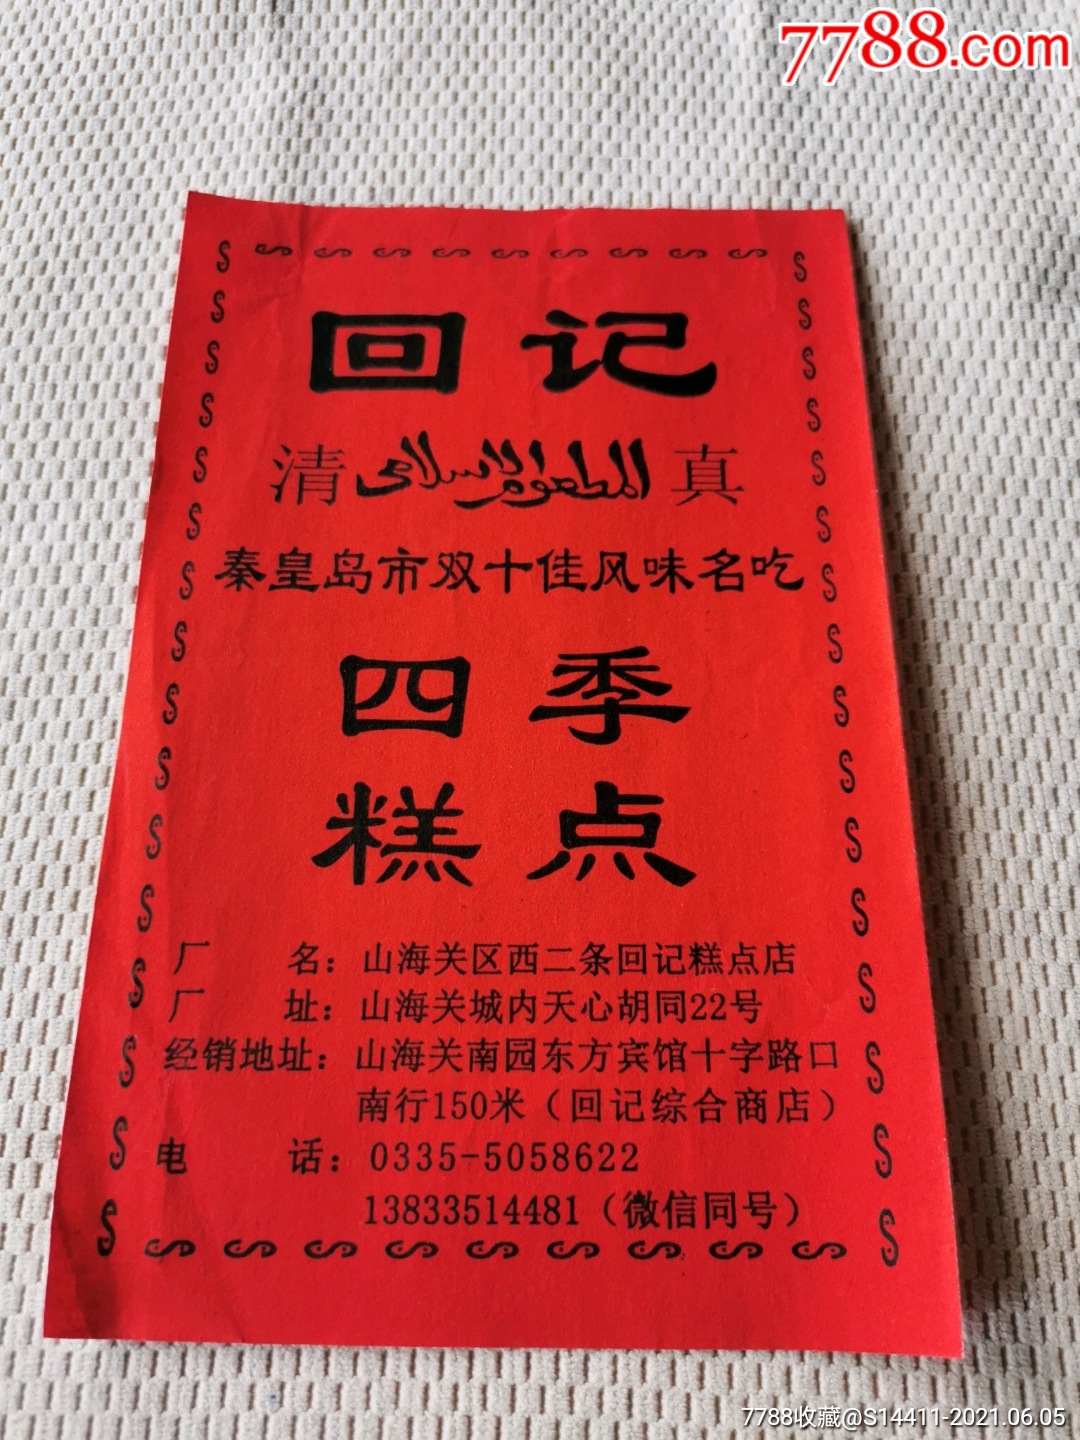 7788.com
回记
清 المطعوم الإسلامي 真
秦皇岛市双十佳风味名吃
四季
糕点
厂名：山海关区西二条回记糕点店
厂址：山海关城内天心胡同22号
经销地址：山海关南园东方宾馆十字路口
南行150米（回记综合商店）
电话：0335-5058622
13833514481（微信同号）
7788收藏@S14411-2021.06.05